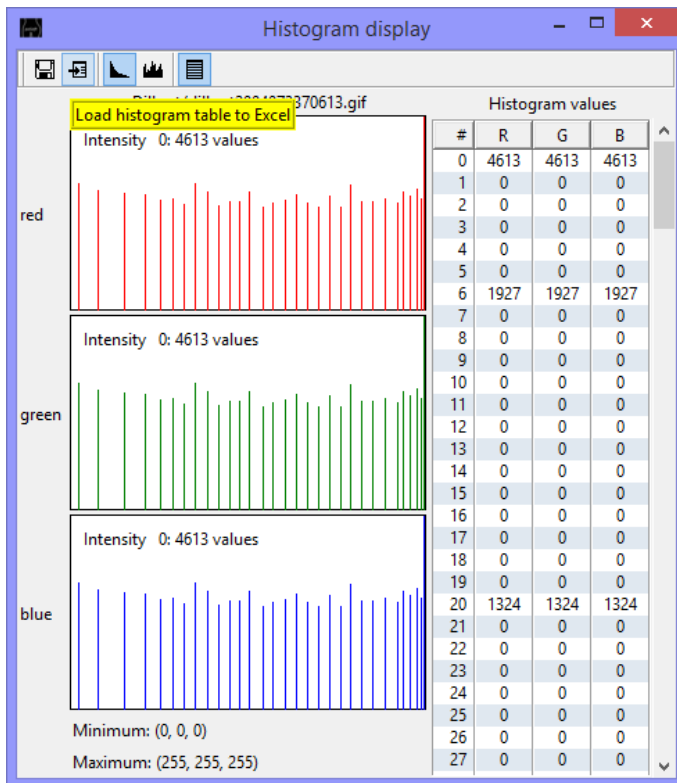 Histogram display
3370613.gif
Load histogram table to Excel
Histogram values
Intensity 0: 4613 values
red
Intensity 0: 4613 values
green
Intensity 0: 4613 values
blue
Minimum: (0, 0, 0)
Maximum: (255, 255, 255)
# R G B
0 4613 4613 4613
1 0 0 0
2 0 0 0
3 0 0 0
4 0 0 0
5 0 0 0
6 1927 1927 1927
7 0 0 0
8 0 0 0
9 0 0 0
10 0 0 0
11 0 0 0
12 0 0 0
13 0 0 0
14 0 0 0
15 0 0 0
16 0 0 0
17 0 0 0
18 0 0 0
19 0 0 0
20 1324 1324 1324
21 0 0 0
22 0 0 0
23 0 0 0
24 0 0 0
25 0 0 0
26 0 0 0
27 0 0 0